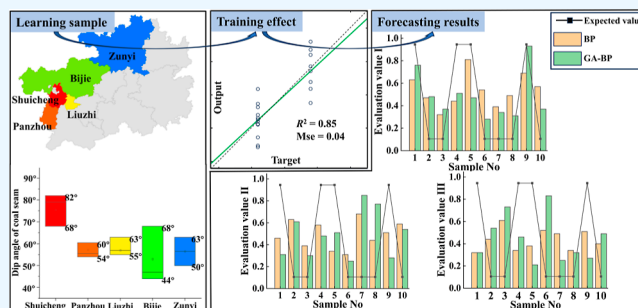 Learning sample
Training effect
Forecasting results
Expected value
BP
GA-BP
Zunyi
Bijie
Shuicheng
Liuzhi
Panzhou
Output
R² = 0.85
Mse = 0.04
Target
Evaluation value I
1.0
0.8
0.6
0.4
0.2
0.0
1 2 3 4 5 6 7 8 9 10
Sample No
Dip angle of coal seam
90°
80°
70°
60°
50°
40°
82°
68°
60°
54°
63°
55°
68°
44°
63°
50°
Shuicheng Panzhou Liuzhi Bijie Zunyi
Evaluation value II
1.0
0.8
0.6
0.4
0.2
0.0
1 2 3 4 5 6 7 8 9 10
Sample No
Evaluation value III
1.0
0.8
0.6
0.4
0.2
0.0
1 2 3 4 5 6 7 8 9 10
Sample No